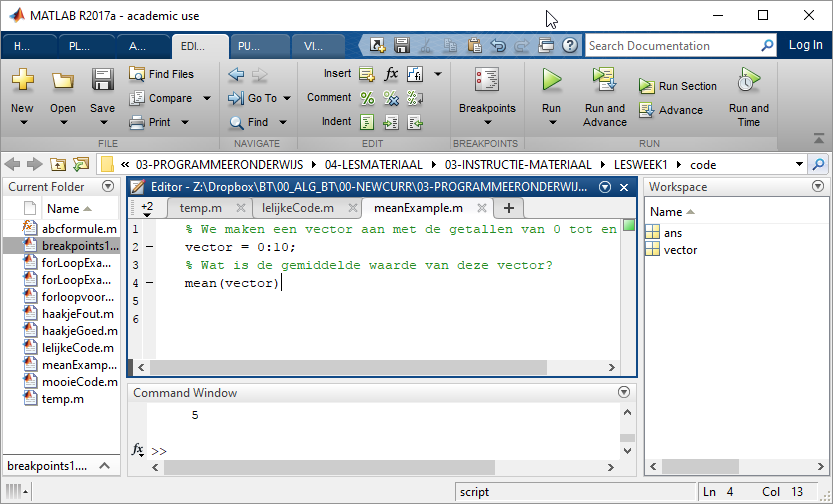 MATLAB R2017a - academic use
H... P... A... EDI... PU... VI... Search Documentation Log In
New Open Save Find Files Compare Print
Go To Find
Insert fx
Comment
Indent
Breakpoints
Run Run and Advance Run Section Advance Run and Time
FILE NAVIGATE EDIT BREAKPOINTS RUN
« 03-PROGRAMMEERONDERWIJS 04-LESMATERIAAL 03-INSTRUCTIE-MATERIAAL LESWEEK1 code
Current Folder
Name
abcformule.m
breakpoints1...
forLoopExa...
forLoopExa...
forloopvoor...
haakjeFout.m
haakjeGoed.m
lelijkeCode.m
meanExamp...
mooieCode.m
temp.m
breakpoints1....
Editor - Z:\Dropbox\BT\00_ALG_BT\00-NEWCURR\03-PROGRAMMEERONDERWIJ...
+2 temp.m lelijkeCode.m meanExample.m +
1 % We maken een vector aan met de getallen van 0 tot en
2 – vector = 0:10;
3 % Wat is de gemiddelde waarde van deze vector?
4 – mean(vector)
5
6
Command Window
5
fx >>
Workspace
Name
ans
vector
script Ln 4 Col 13